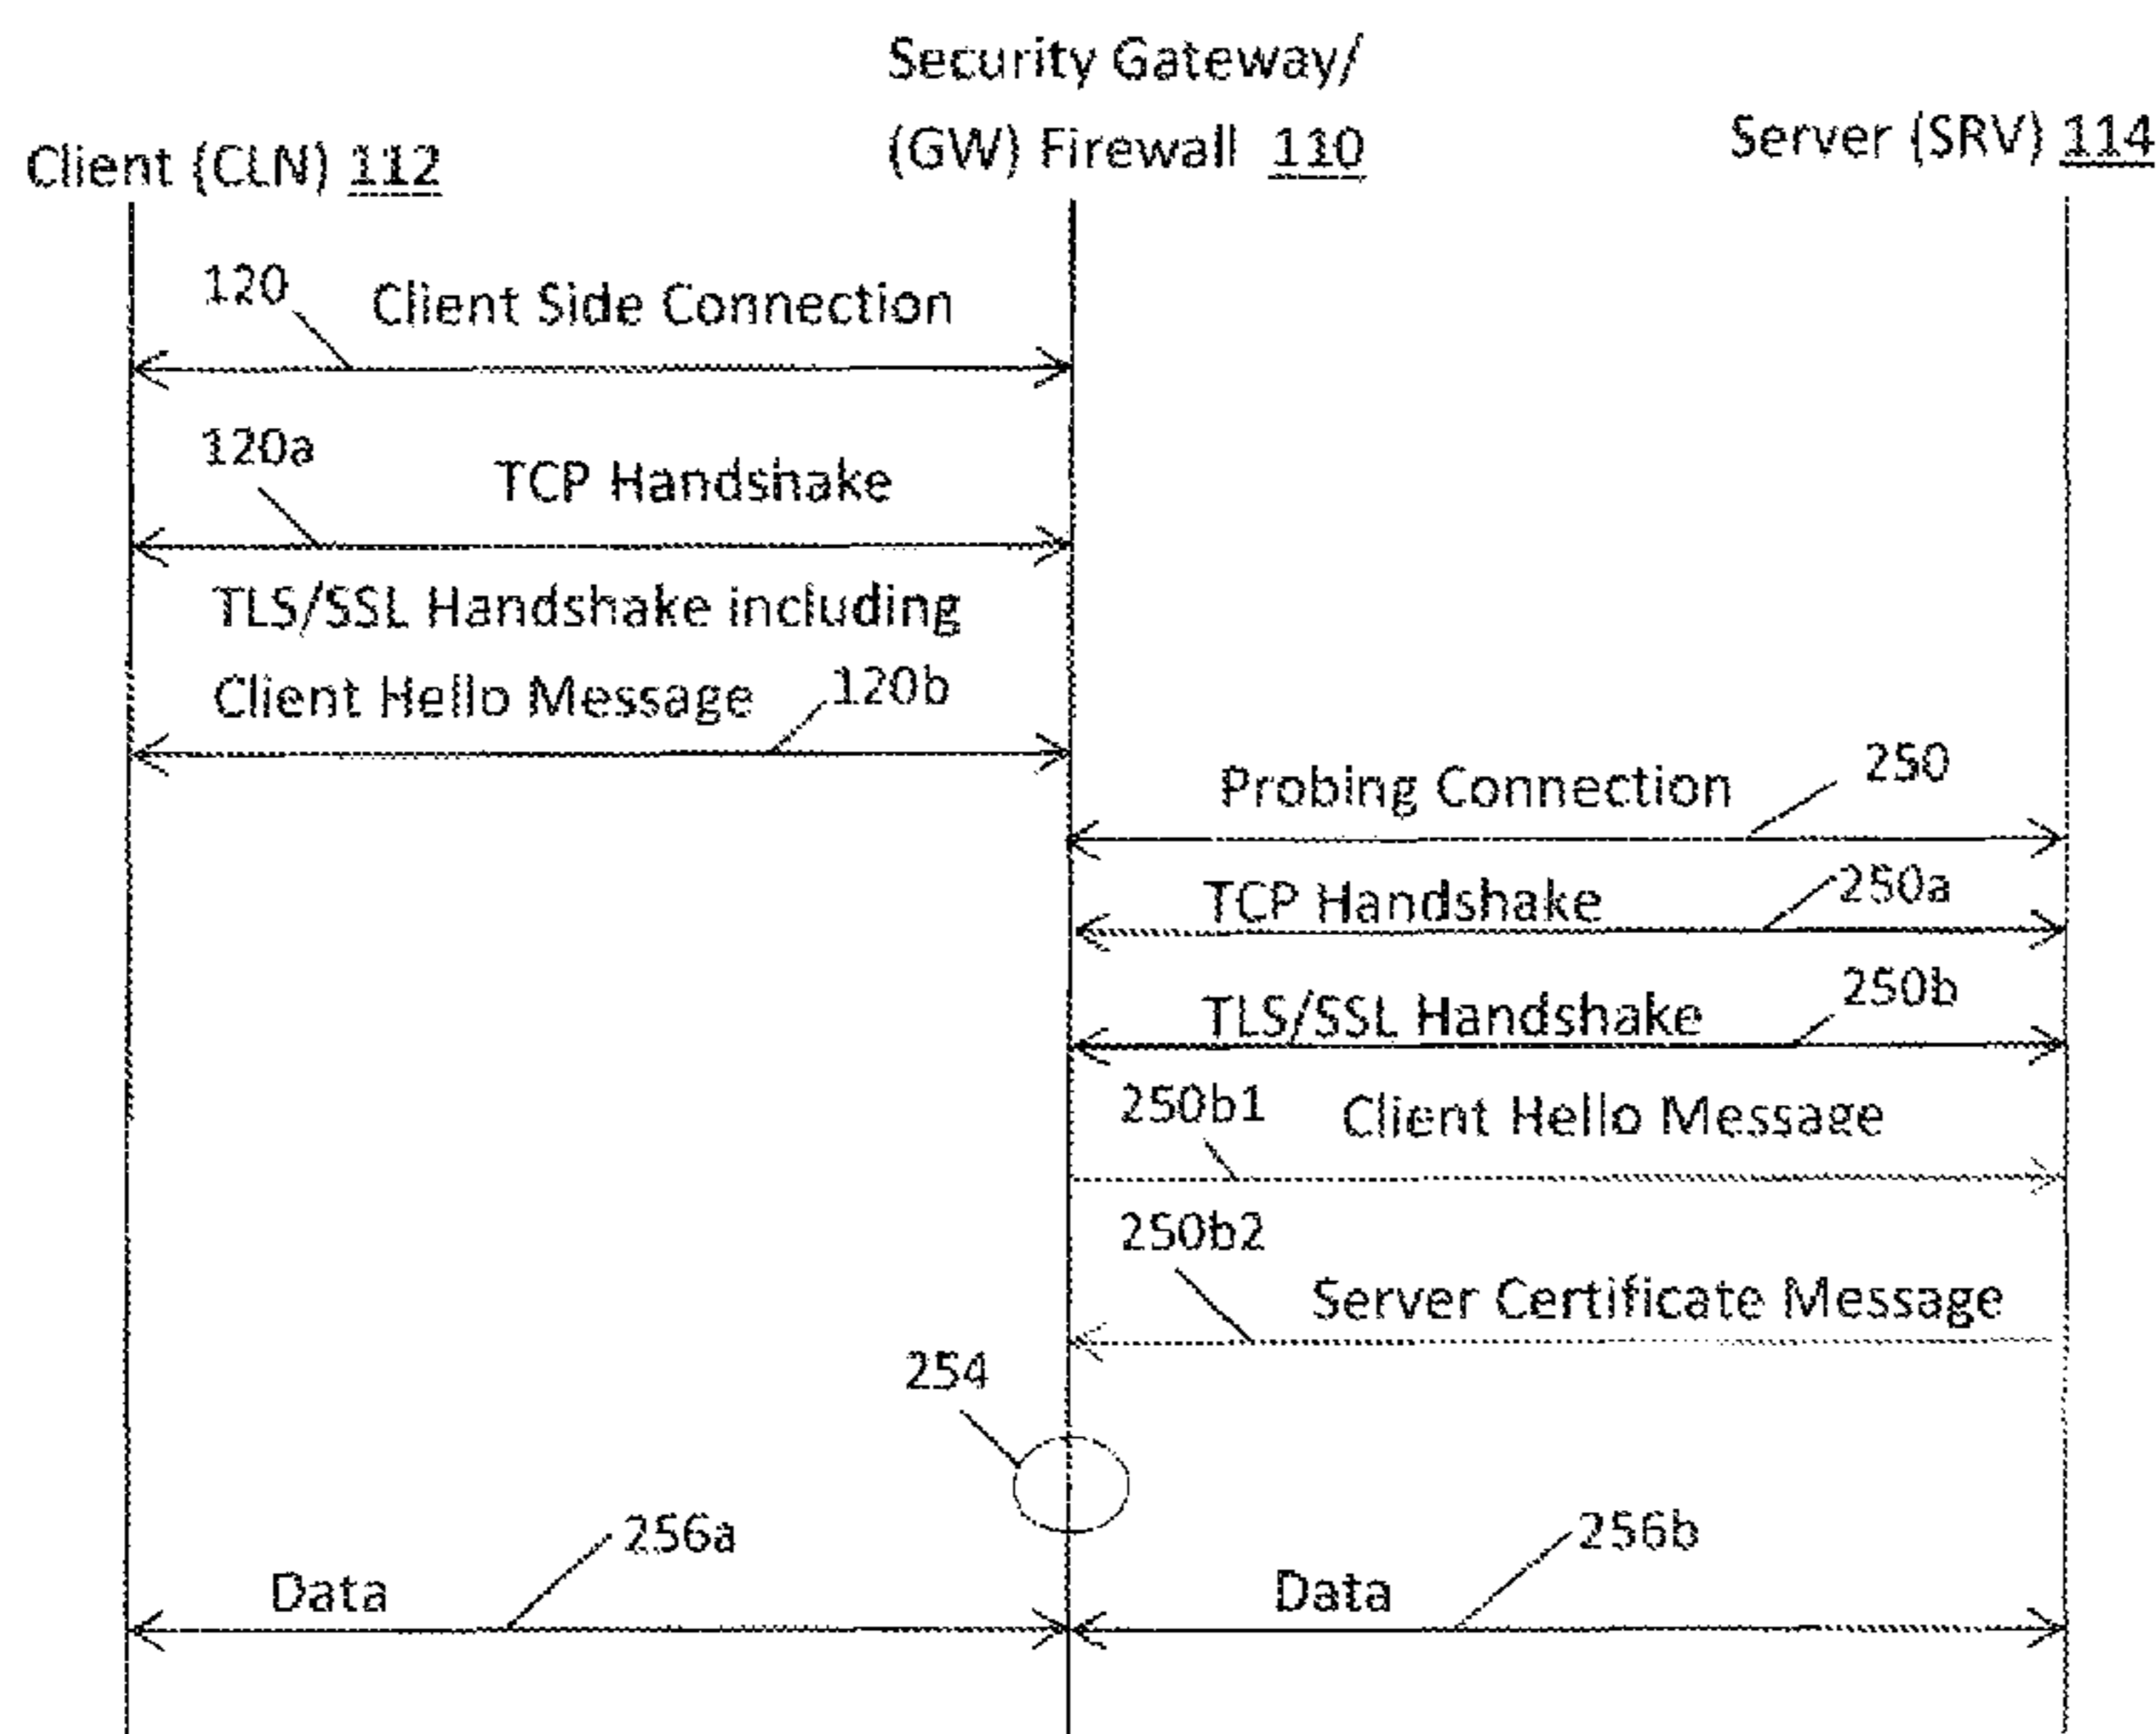 Security Gateway/
(GW) Firewall 110
Client (CLN) 112
Server (SRV) 114
120
Client Side Connection
120a
TCP Handshake
TLS/SSL Handshake including
Client Hello Message
120b
Probing Connection
250
TCP Handshake
250a
TLS/SSL Handshake
250b
250b1
Client Hello Message
250b2
Server Certificate Message
254
256a
Data
256b
Data